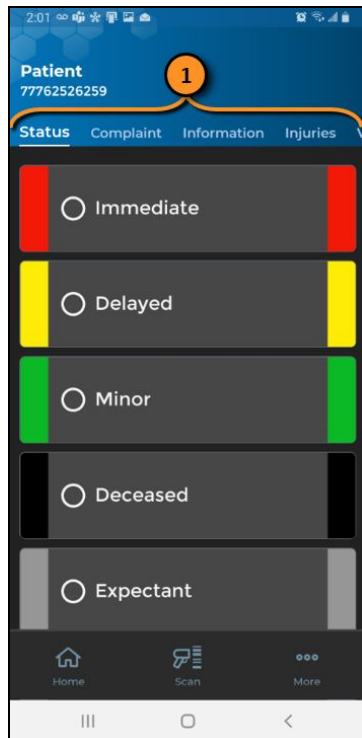 2:01
Patient
77762526259
1
Status Complaint Information Injuries
Immediate
Delayed
Minor
Deceased
Expectant
Home Scan More